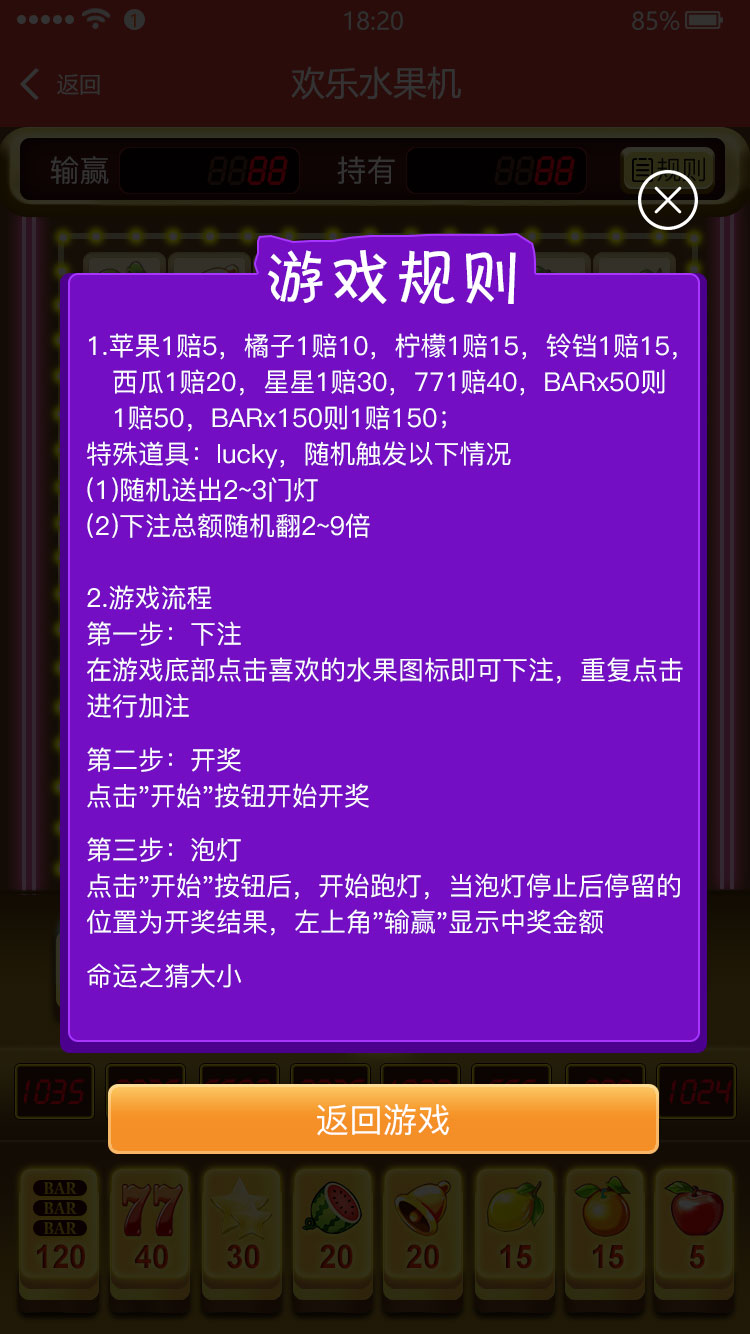 18:20
85%
返回
欢乐水果机
输赢
88
持有
88
规则
游戏规则
1.苹果1赔5，橘子1赔10，柠檬1赔15，铃铛1赔15，
西瓜1赔20，星星1赔30，771赔40，BARx50则
1赔50，BARx150则1赔150；
特殊道具：lucky，随机触发以下情况
(1)随机送出2~3门灯
(2)下注总额随机翻2~9倍
2.游戏流程
第一步：下注
在游戏底部点击喜欢的水果图标即可下注，重复点击
进行加注
第二步：开奖
点击”开始”按钮开始开奖
第三步：泡灯
点击”开始”按钮后，开始跑灯，当泡灯停止后停留的
位置为开奖结果，左上角”输赢”显示中奖金额
命运之猜大小
1035
1024
返回游戏
BAR
BAR
BAR
77
120
40
30
20
20
15
15
5